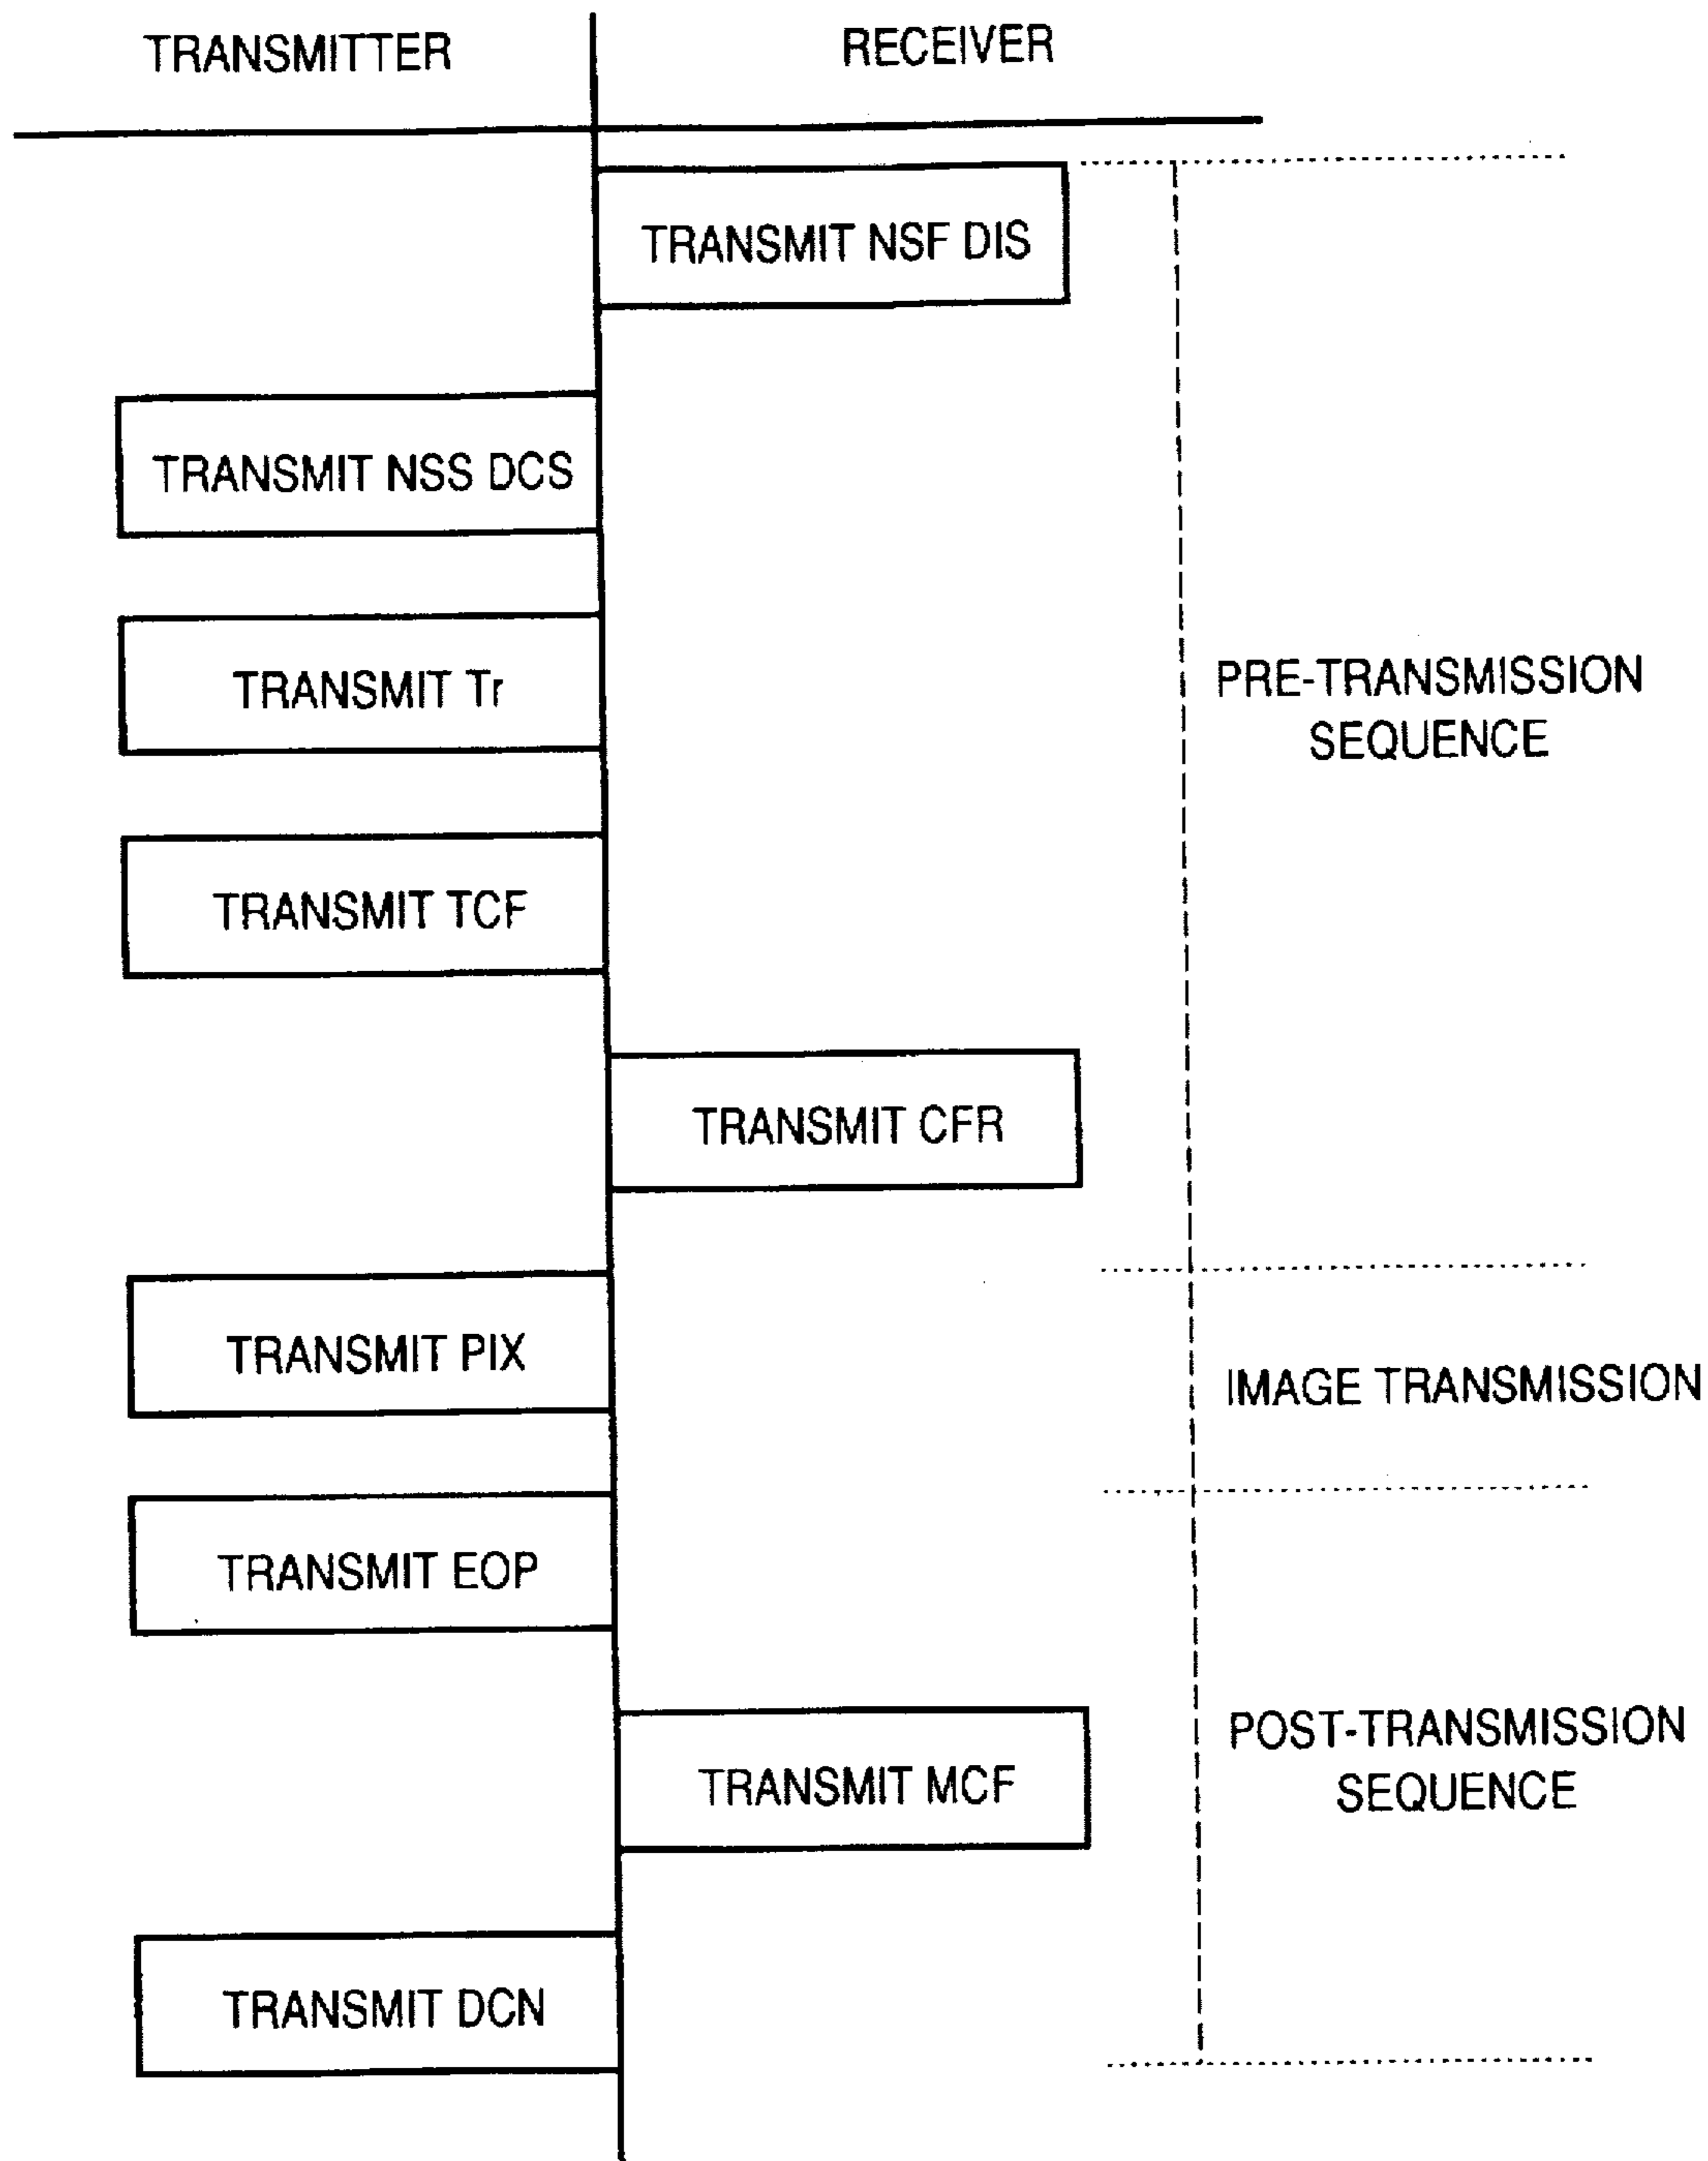 TRANSMITTER
RECEIVER
TRANSMIT NSF DIS
TRANSMIT NSS DCS
TRANSMIT Tr
PRE-TRANSMISSION
SEQUENCE
TRANSMIT TCF
TRANSMIT CFR
TRANSMIT PIX
IMAGE TRANSMISSION
TRANSMIT EOP
POST-TRANSMISSION
SEQUENCE
TRANSMIT MCF
TRANSMIT DCN